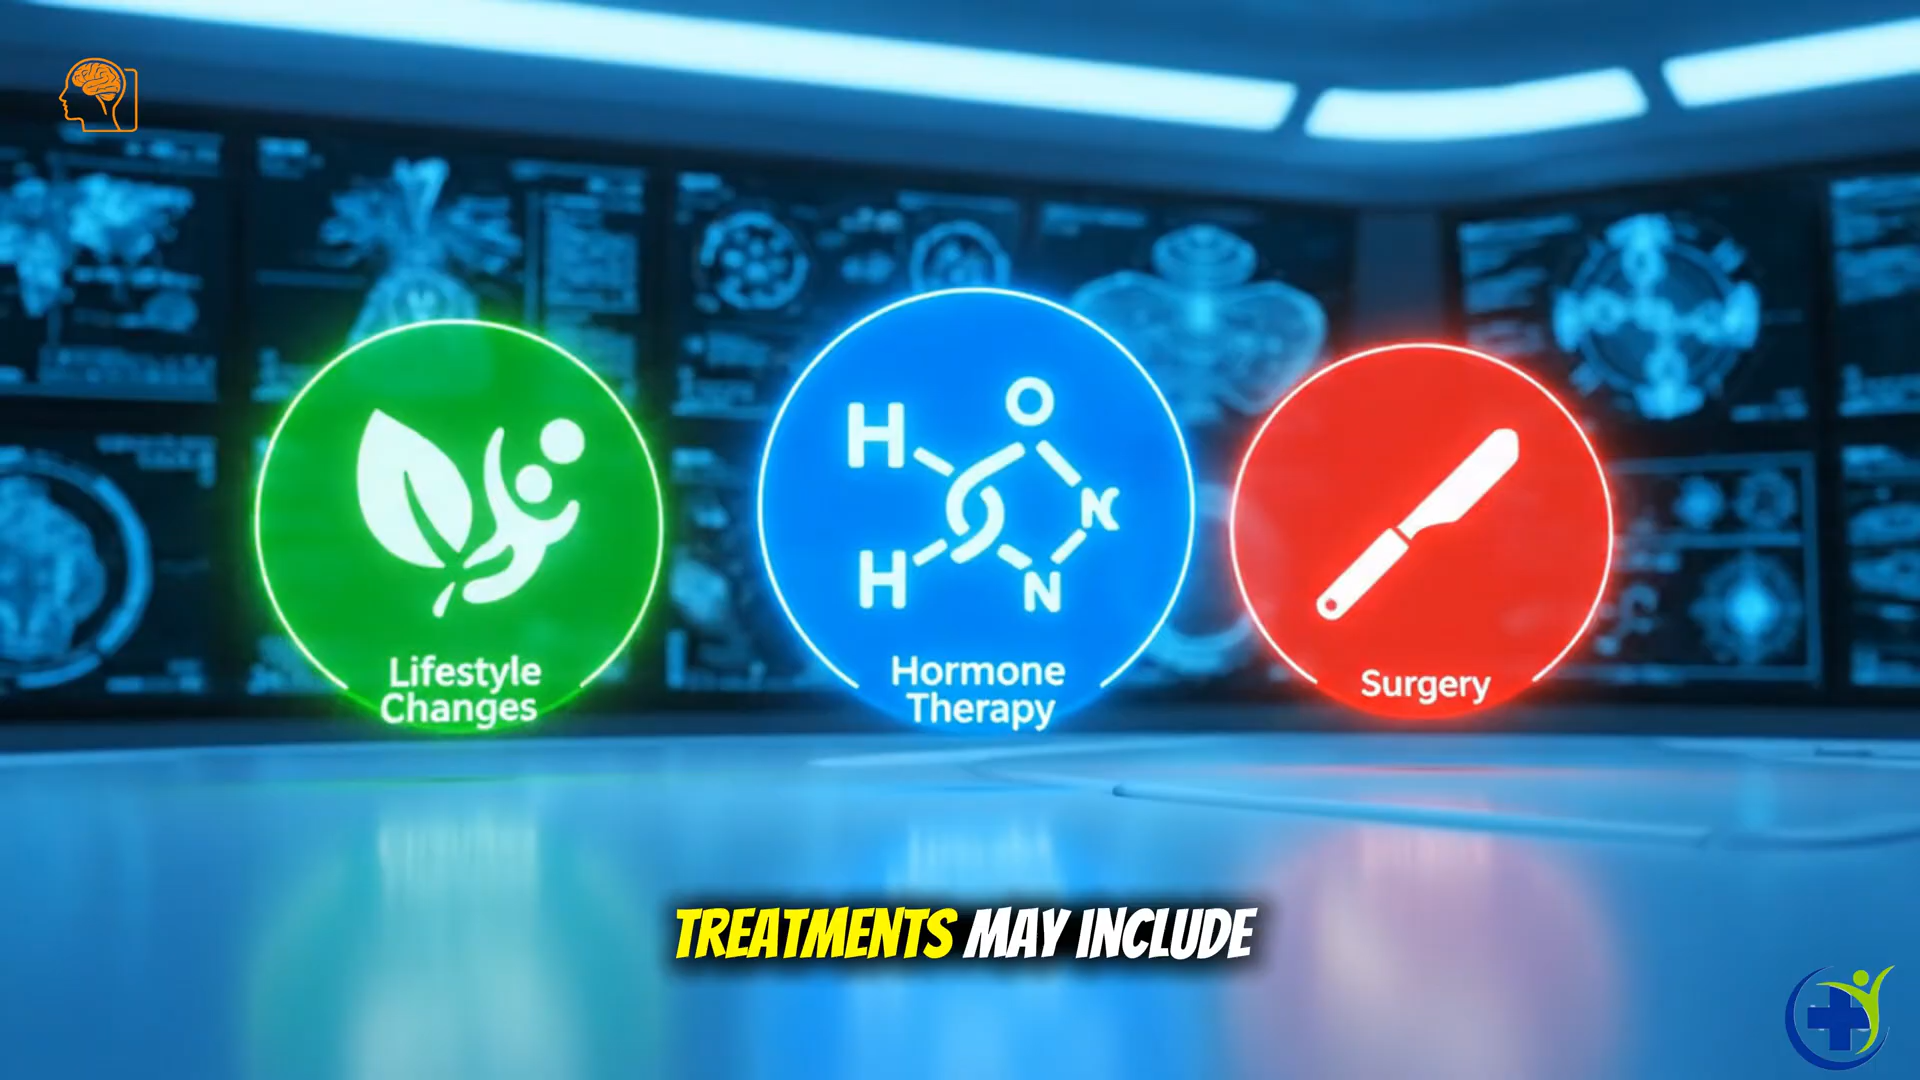 H
O
K
H
N
Lifestyle
Changes
Hormone
Therapy
Surgery
TREATMENTS MAY INCLUDE